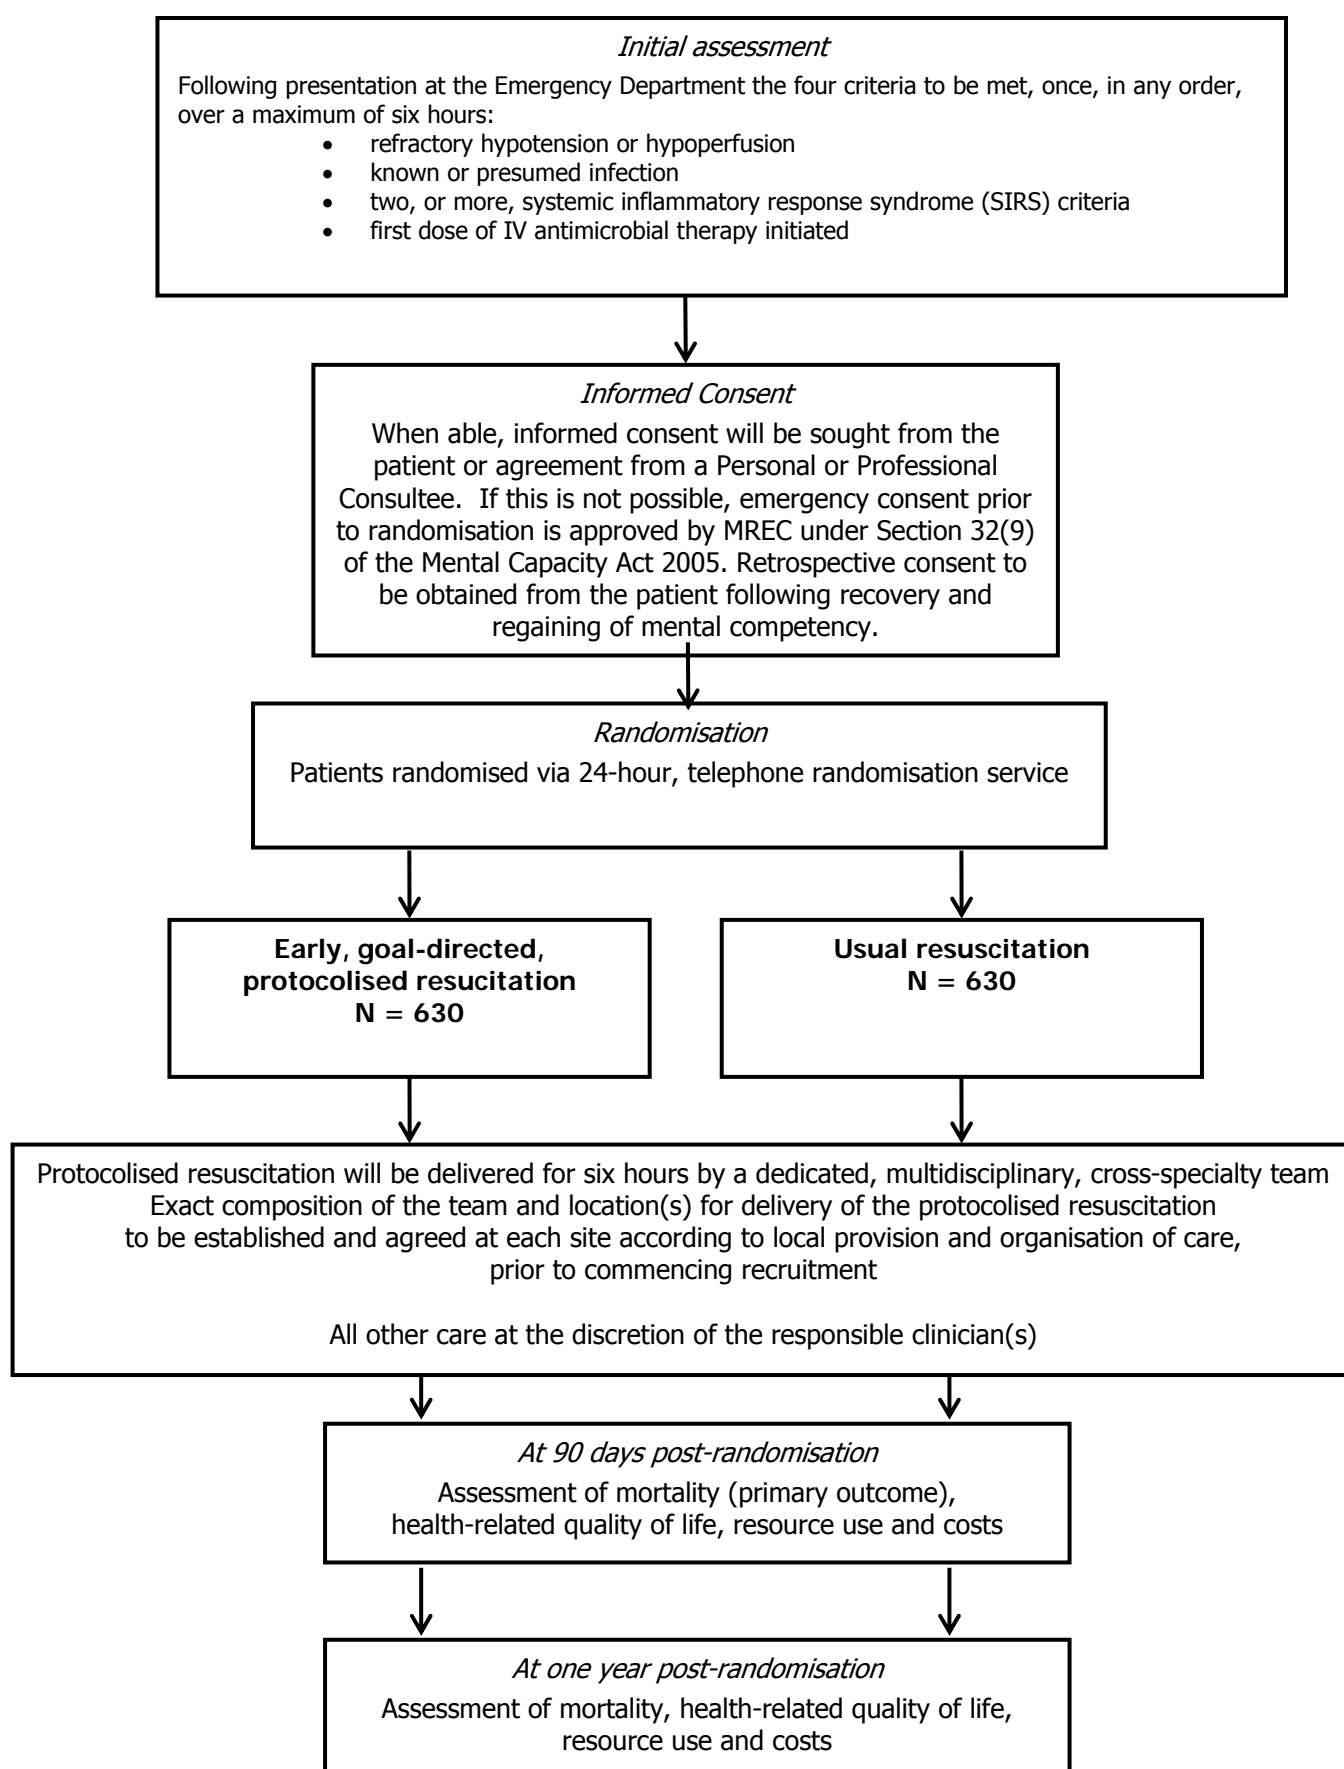 Initial assessment
Following presentation at the Emergency Department the four criteria to be met, once, in any order,
over a maximum of six hours:
• refractory hypotension or hypoperfusion
• known or presumed infection
• two, or more, systemic inflammatory response syndrome (SIRS) criteria
• first dose of IV antimicrobial therapy initiated
Informed Consent
When able, informed consent will be sought from the
patient or agreement from a Personal or Professional
Consultee.  If this is not possible, emergency consent prior
to randomisation is approved by MREC under Section 32(9)
of the Mental Capacity Act 2005. Retrospective consent to
be obtained from the patient following recovery and
regaining of mental competency.
Randomisation
Patients randomised via 24-hour, telephone randomisation service
Early, goal-directed,
protocolised resucitation
N = 630
Usual resuscitation
N = 630
Protocolised resuscitation will be delivered for six hours by a dedicated, multidisciplinary, cross-specialty team
Exact composition of the team and location(s) for delivery of the protocolised resuscitation
to be established and agreed at each site according to local provision and organisation of care,
prior to commencing recruitment
All other care at the discretion of the responsible clinician(s)
At 90 days post-randomisation
Assessment of mortality (primary outcome),
health-related quality of life, resource use and costs
At one year post-randomisation
Assessment of mortality, health-related quality of life,
resource use and costs